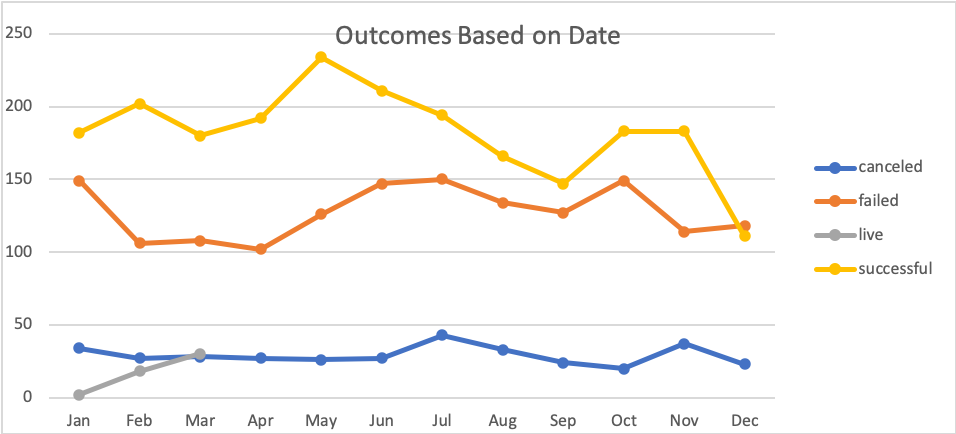 Outcomes Based on Date
250
200
150
100
50
0
Jan Feb Mar Apr May Jun Jul Aug Sep Oct Nov Dec
canceled
failed
live
successful